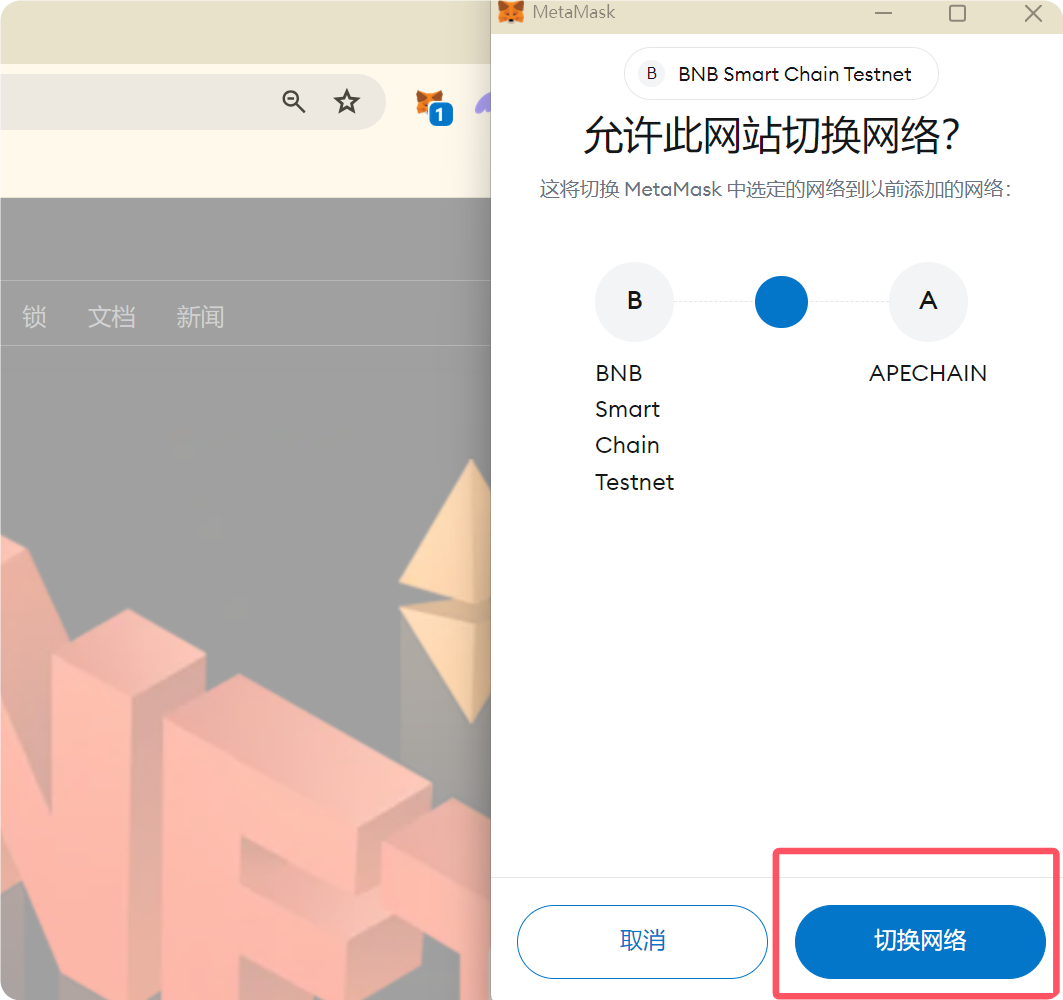 MetaMask
B BNB Smart Chain Testnet
1
允许此网站切换网络?
这将切换 MetaMask 中选定的网络到以前添加的网络:
锁 文档 新闻
B A
BNB
Smart
Chain
Testnet
APECHAIN
取消 切换网络